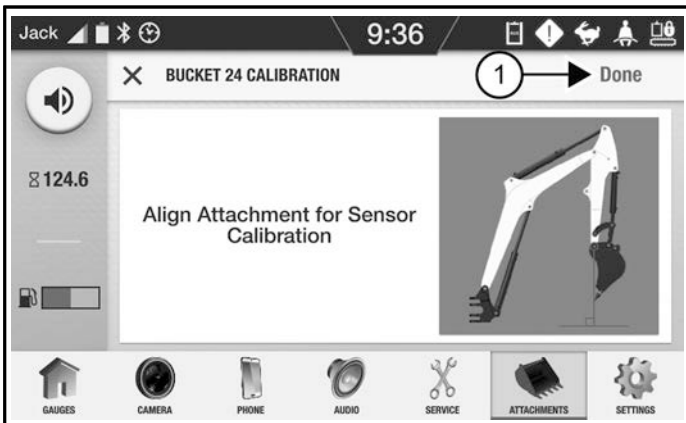 Jack
9:36
BUCKET 24 CALIBRATION
1
Done
124.6
Align Attachment for Sensor
Calibration
GAUGES
CAMERA
PHONE
AUDIO
SERVICE
ATTACHMENTS
SETTINGS